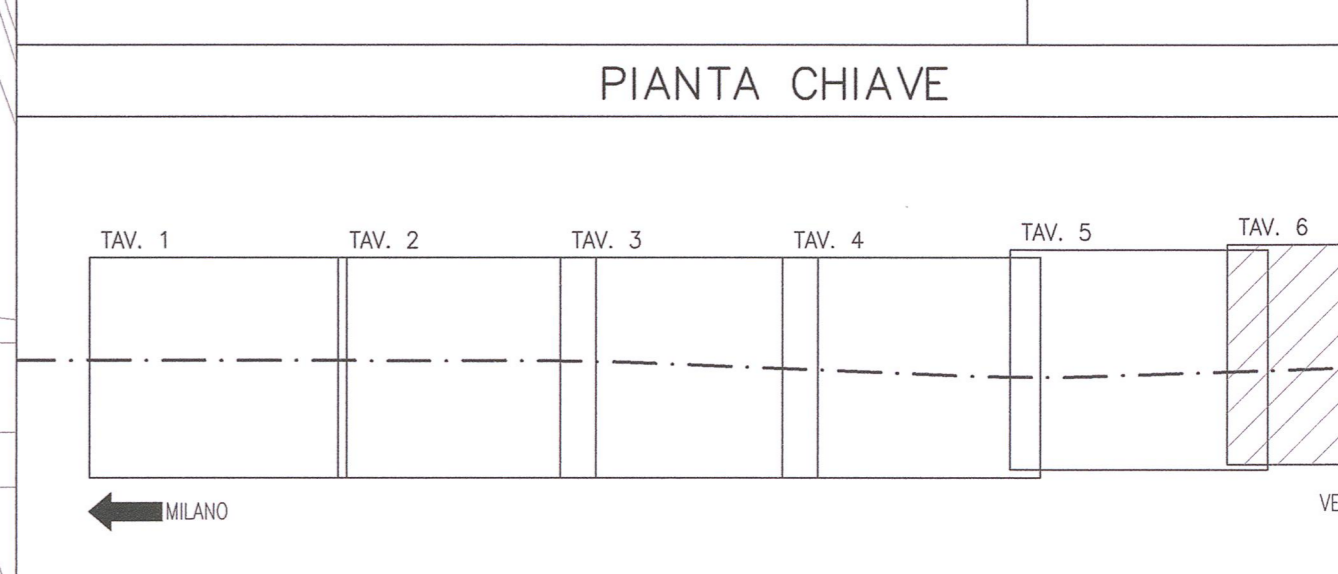 PIANTA CHIAVE
TAV. 1
TAV. 2
TAV. 3
TAV. 4
TAV. 5
TAV. 6
MILANO